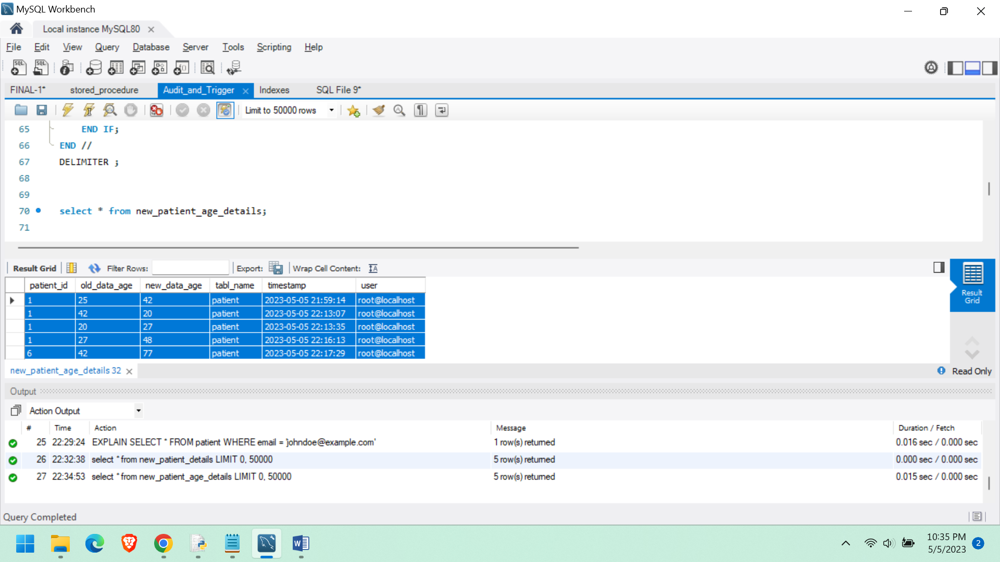 MySQL Workbench
Local instance MySQL80
File Edit View Query Database Server Tools Scripting Help
SQL SQL
FINAL-1* stored_procedure Audit_and_Trigger Indexes SQL File 9*
Limit to 50000 rows
65 END IF;
66 END //
67 DELIMITER ;
68
69
70 select * from new_patient_age_details;
71
Result Grid Filter Rows: Export: Wrap Cell Content:
patient_id old_data_age new_data_age tabl_name timestamp user
1 25 42 patient 2023-05-05 21:59:14 root@localhost
1 42 20 patient 2023-05-05 22:13:07 root@localhost
1 20 27 patient 2023-05-05 22:13:35 root@localhost
1 27 48 patient 2023-05-05 22:16:13 root@localhost
6 42 77 patient 2023-05-05 22:17:29 root@localhost
Result
Grid
new_patient_age_details 32
Read Only
Output
Action Output
# Time Action Message Duration / Fetch
25 22:29:24 EXPLAIN SELECT * FROM patient WHERE email = 'johndoe@example.com' 1 row(s) returned 0.016 sec / 0.000 sec
26 22:32:38 select * from new_patient_details LIMIT 0, 50000 5 row(s) returned 0.000 sec / 0.000 sec
27 22:34:53 select * from new_patient_age_details LIMIT 0, 50000 5 row(s) returned 0.015 sec / 0.000 sec
Query Completed
10:35 PM
5/5/2023
2